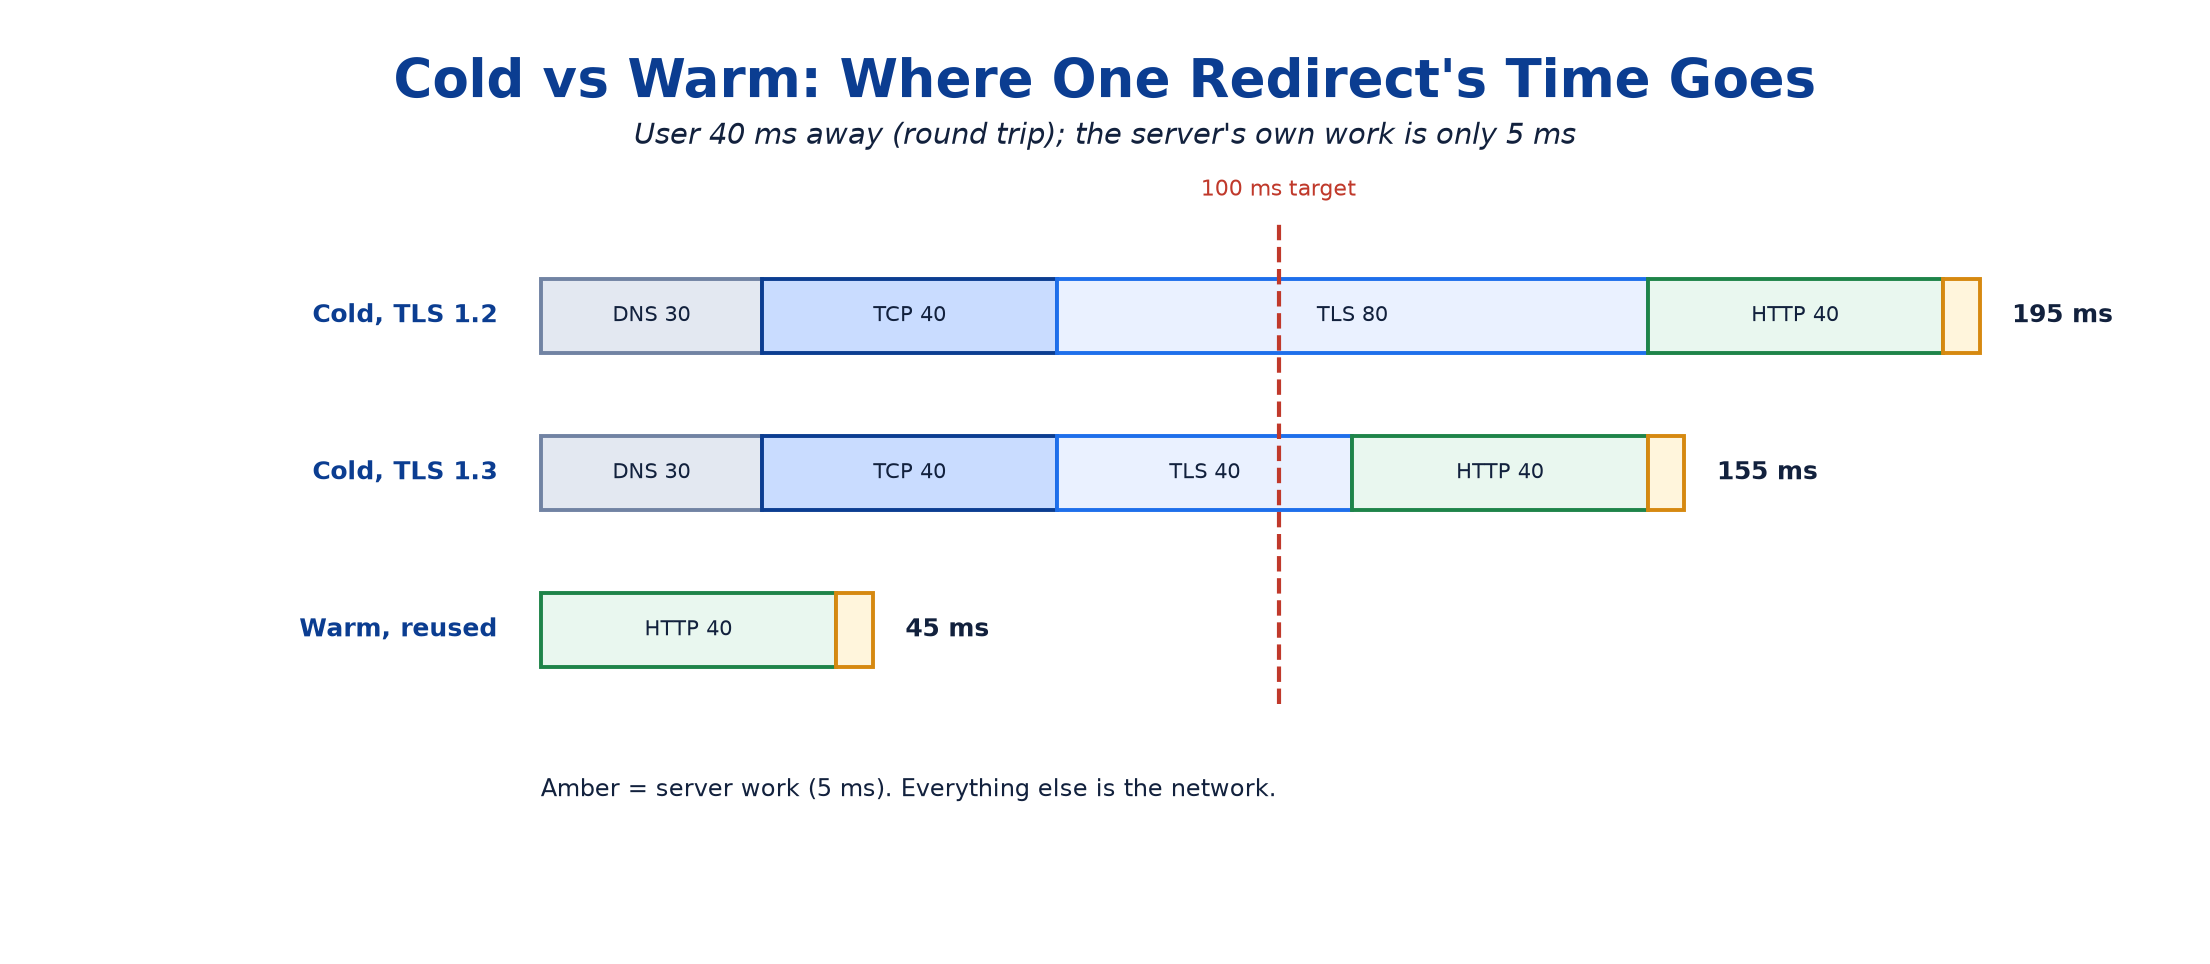 Cold vs Warm: Where One Redirect's Time Goes
User 40 ms away (round trip); the server's own work is only 5 ms
100 ms target
Cold, TLS 1.2 DNS 30 TCP 40 TLS 80 HTTP 40 195 ms
Cold, TLS 1.3 DNS 30 TCP 40 TLS 40 HTTP 40 155 ms
Warm, reused HTTP 40 45 ms
Amber = server work (5 ms). Everything else is the network.